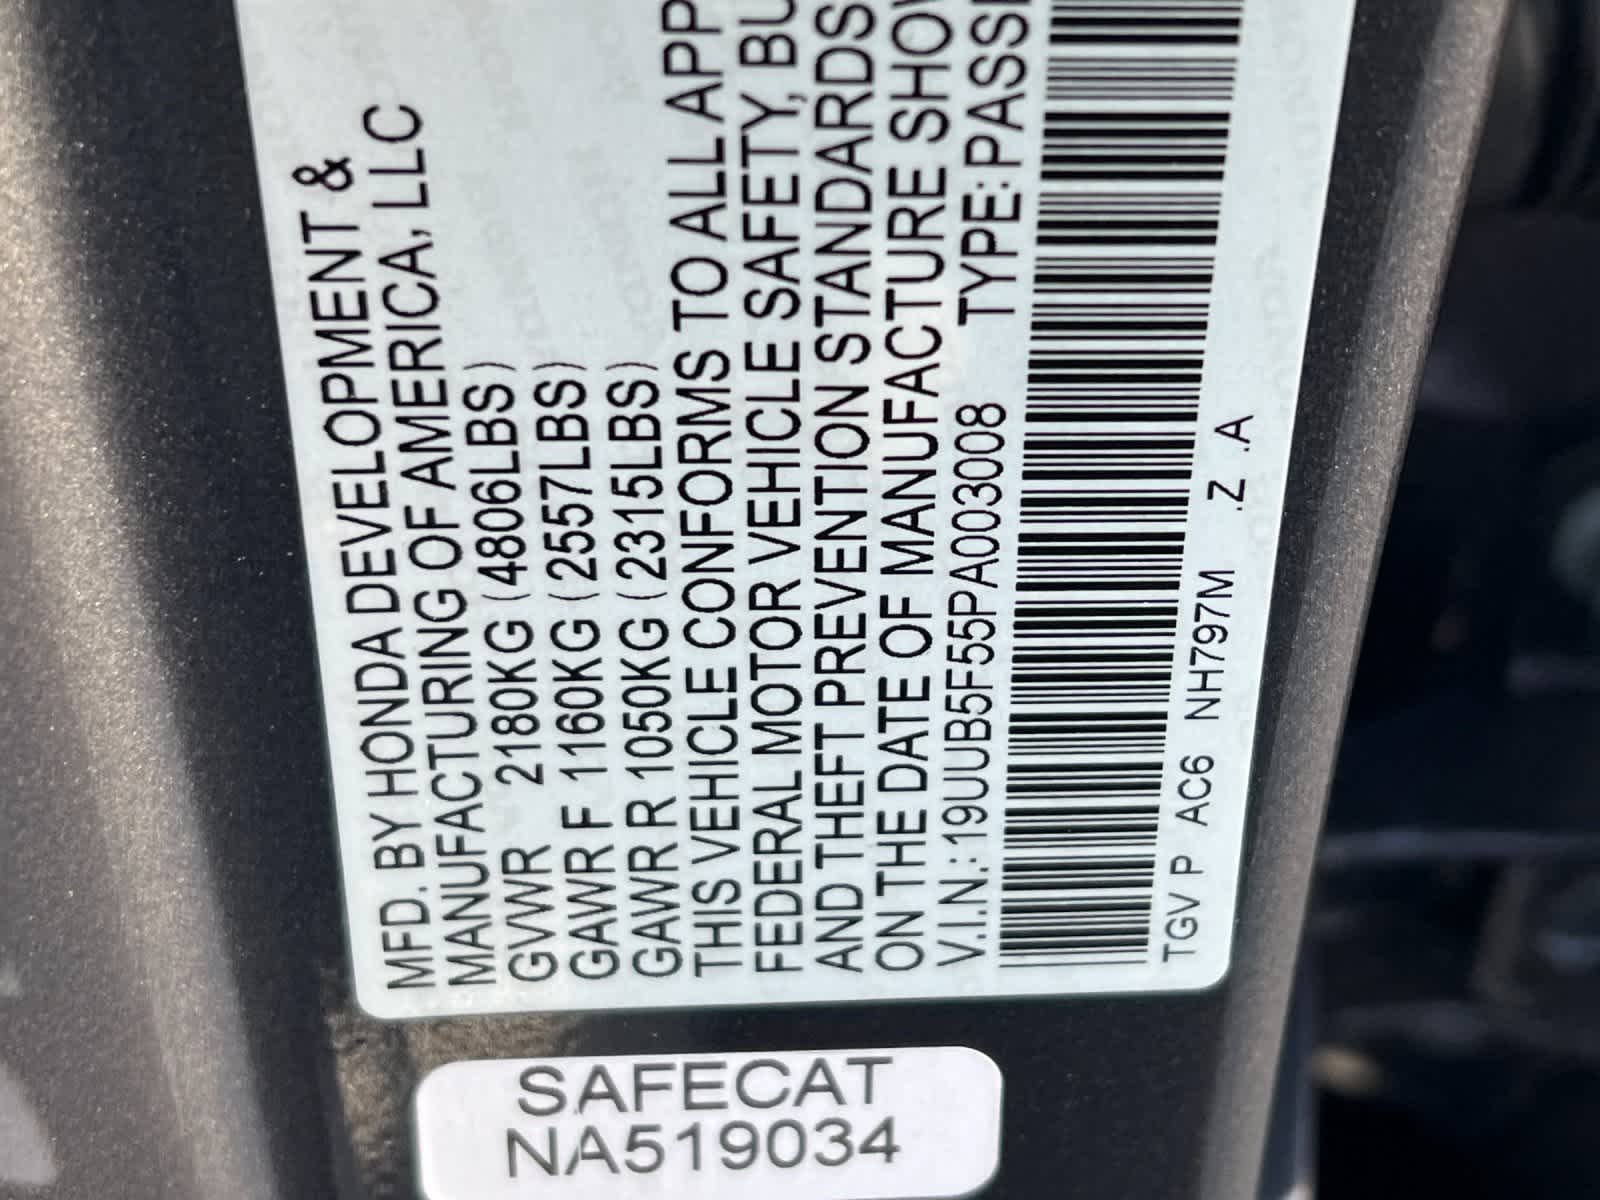 MFD. BY HONDA DEVELOPMENT &
MANUFACTURING OF AMERICA, LLC
GVWR 2180KG (4806LBS)
GAWR F 1160KG (2557LBS)
GAWR R 1050KG (2315LBS)
THIS VEHICLE CONFORMS TO ALL APP
FEDERAL MOTOR VEHICLE SAFETY, BU
AND THEFT PREVENTION STANDARDS
ON THE DATE OF MANUFACTURE SHOW
V.I.N.: 19UUB5F55PA003008 TYPE: PASSE
TGV P AC6 NH797M .Z .A
SAFECAT
NA519034